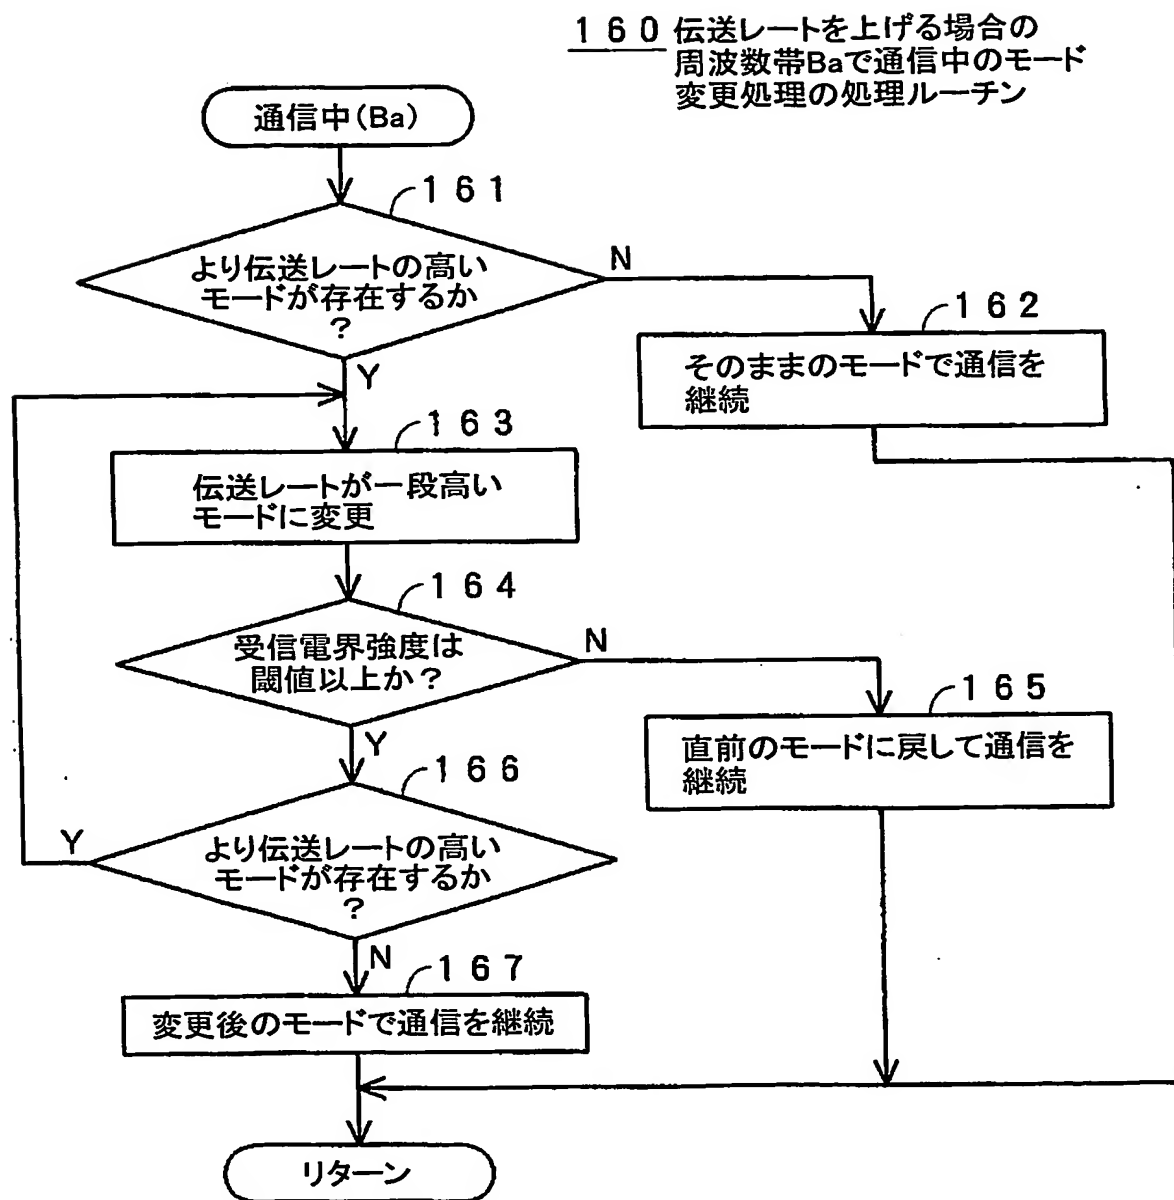 １６０ 伝送レートを上げる場合の
周波数帯Baで通信中のモード
変更処理の処理ルーチン
通信中(Ba)
１６１
より伝送レートの高い
モードが存在するか
？
N
Y
１６２
そのままのモードで通信を
継続
１６３
伝送レートが一段高い
モードに変更
１６４
受信電界強度は
閾値以上か？
N
Y
１６５
直前のモードに戻して通信を
継続
１６６
より伝送レートの高い
モードが存在するか
？
Y
N
１６７
変更後のモードで通信を継続
リターン